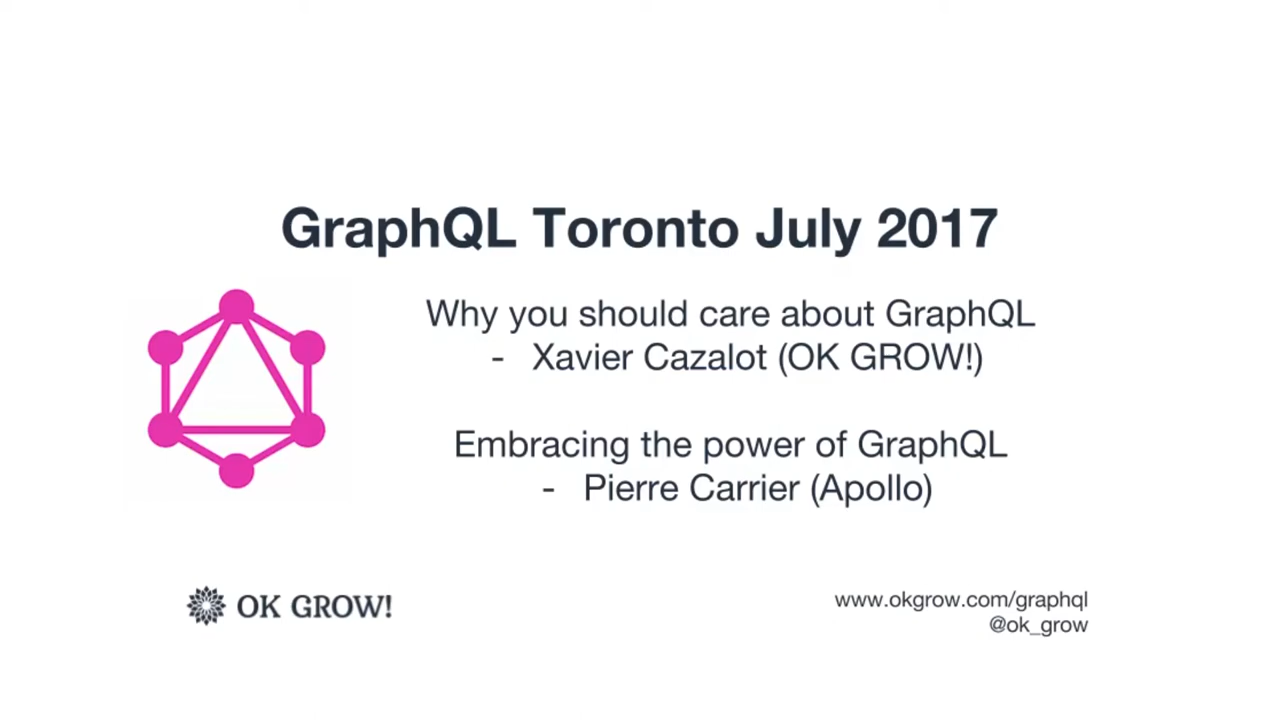 GraphQL Toronto July 2017
Why you should care about GraphQL
- Xavier Cazalot (OK GROW!)
Embracing the power of GraphQL
- Pierre Carrier (Apollo)
OK GROW!
www.okgrow.com/graphql
@ok_grow